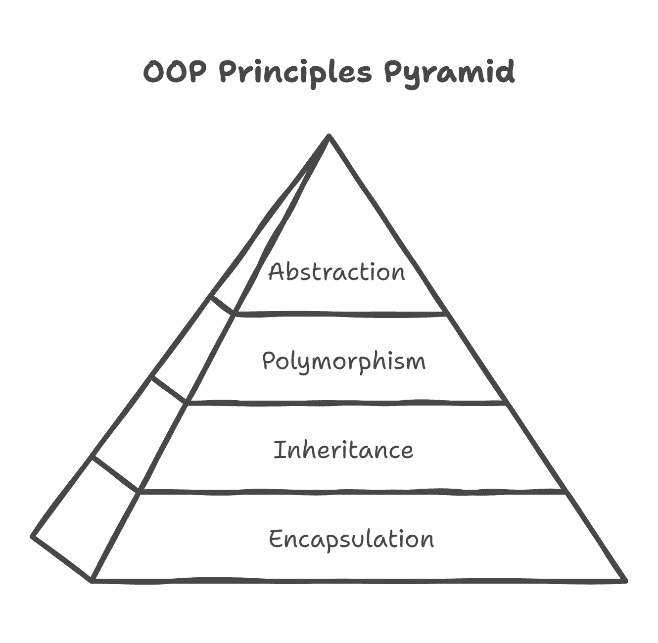 OOP Principles Pyramid
Abstraction
Polymorphism
Inheritance
Encapsulation